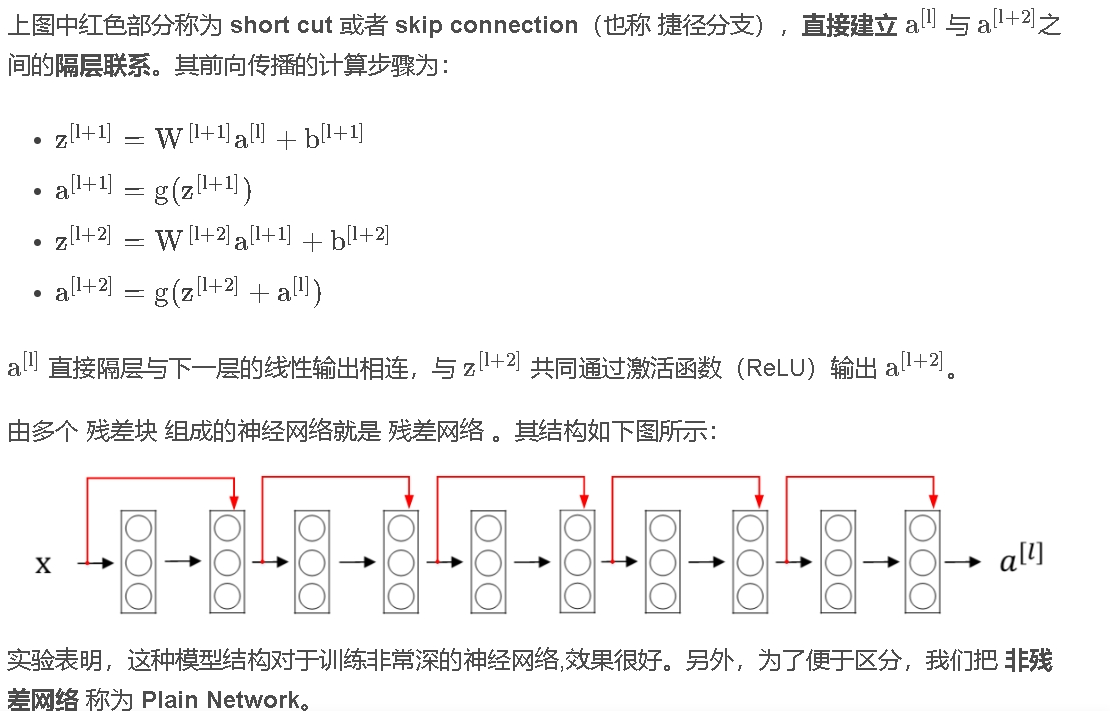 上图中红色部分称为 short cut 或者 skip connection（也称 捷径分支），直接建立 a^[l] 与 a^[l+2]之
间的隔层联系。其前向传播的计算步骤为：
• z^[l+1] = W^[l+1]a^[l] + b^[l+1]
• a^[l+1] = g(z^[l+1])
• z^[l+2] = W^[l+2]a^[l+1] + b^[l+2]
• a^[l+2] = g(z^[l+2] + a^[l])
a^[l] 直接隔层与下一层的线性输出相连，与 z^[l+2] 共同通过激活函数（ReLU）输出 a^[l+2]。
由多个 残差块 组成的神经网络就是 残差网络 。其结构如下图所示：
x
a^[l]
实验表明，这种模型结构对于训练非常深的神经网络,效果很好。另外，为了便于区分，我们把 非残
差网络 称为 Plain Network。